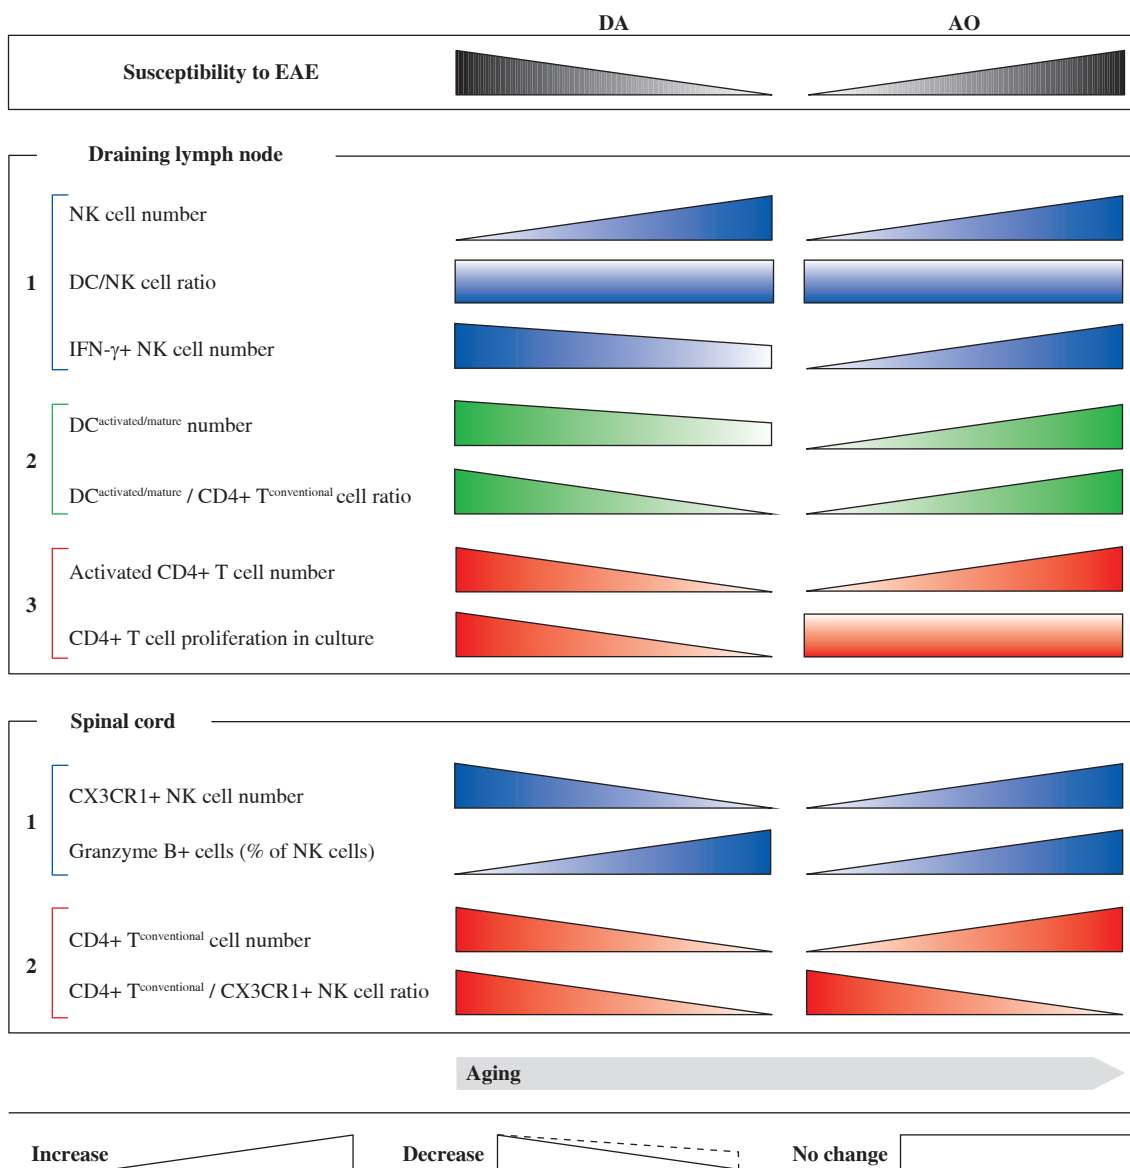 DA AO
Susceptibility to EAE
Draining lymph node
1
NK cell number
DC/NK cell ratio
IFN-γ+ NK cell number
2
DCactivated/mature number
DCactivated/mature / CD4+ Tconventional cell ratio
3
Activated CD4+ T cell number
CD4+ T cell proliferation in culture
Spinal cord
1
CX3CR1+ NK cell number
Granzyme B+ cells (% of NK cells)
2
CD4+ Tconventional cell number
CD4+ Tconventional / CX3CR1+ NK cell ratio
Aging
Increase Decrease No change